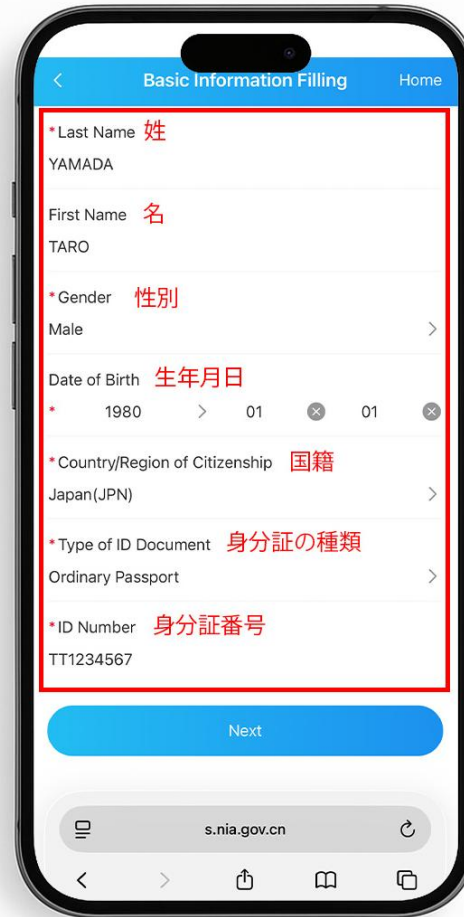 Basic Information Filling Home
*Last Name 姓
YAMADA
First Name 名
TARO
*Gender 性別
Male
Date of Birth 生年月日
* 1980 01 01
*Country/Region of Citizenship 国籍
Japan(JPN)
*Type of ID Document 身分証の種類
Ordinary Passport
*ID Number 身分証番号
TT1234567
Next
s.nia.gov.cn